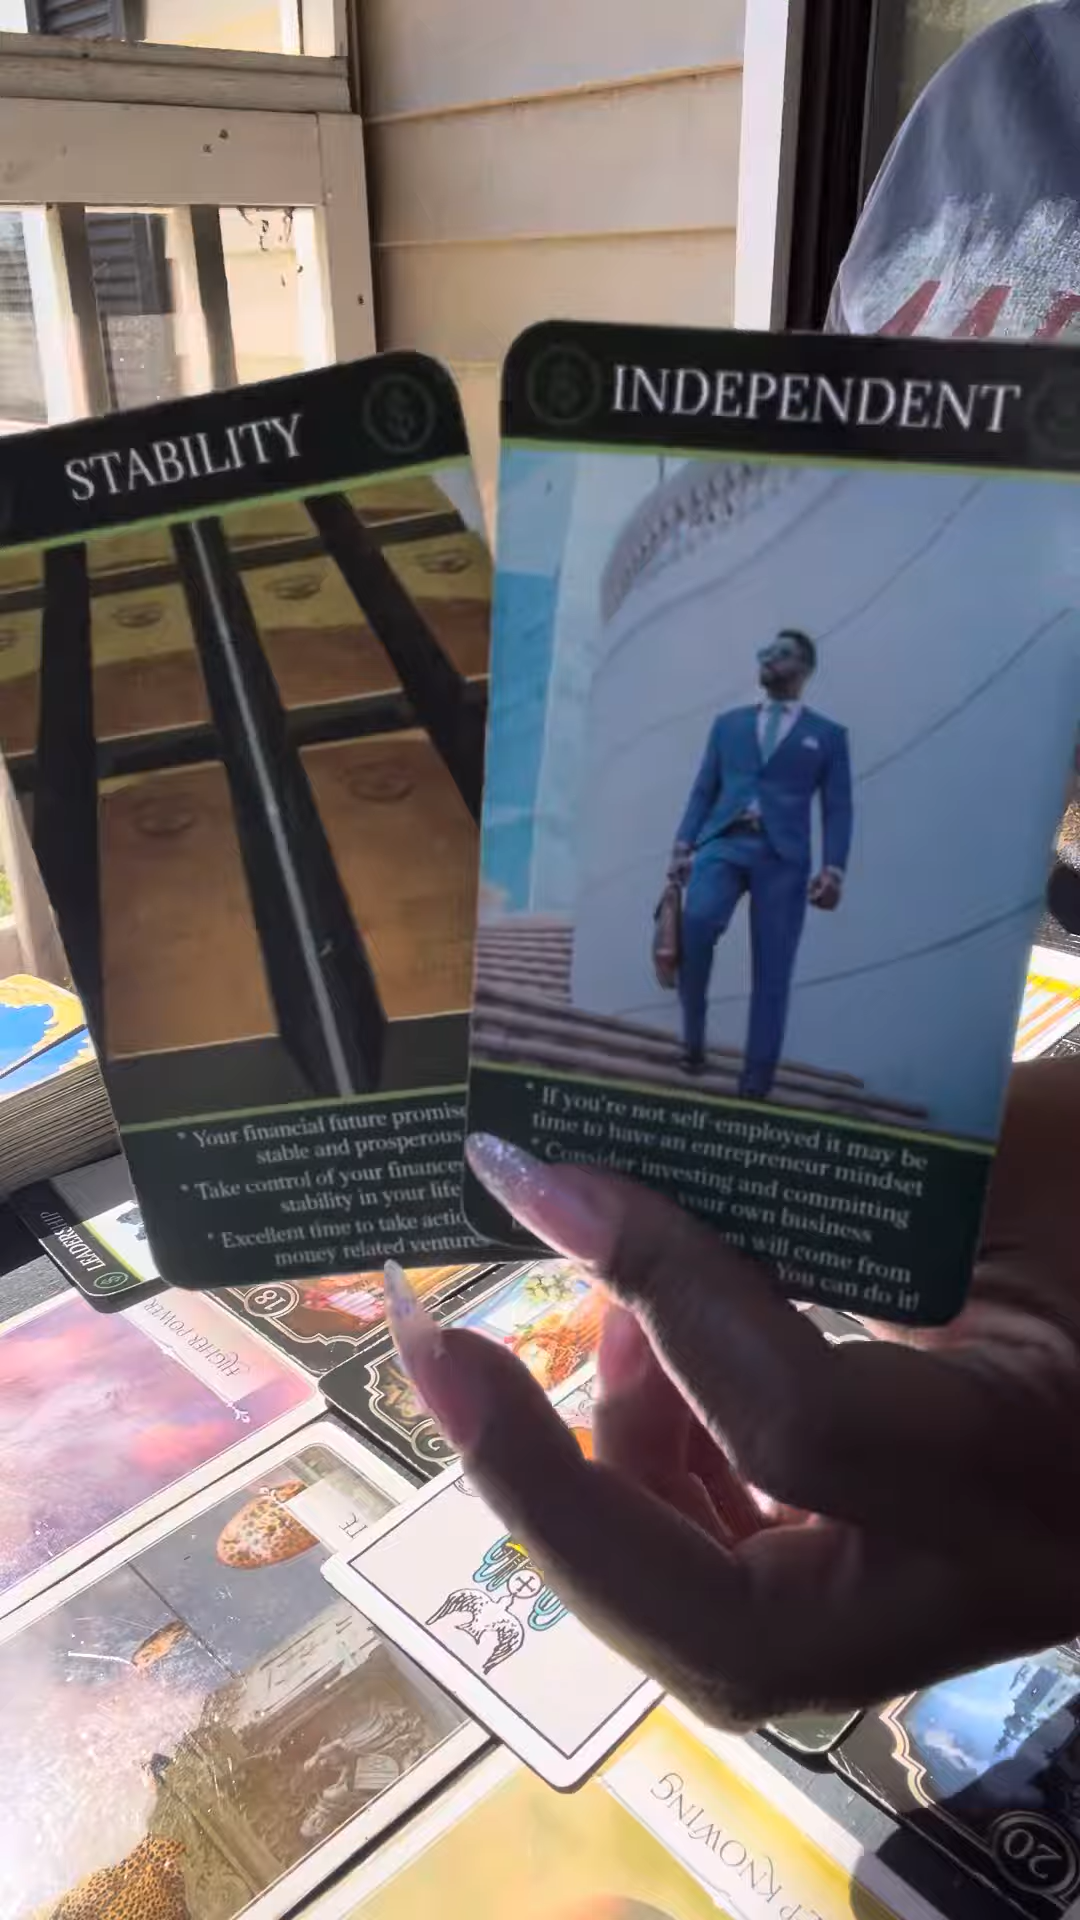 STABILITY
* Your financial future promis
stable and prosperous
* Take control of your finance
stability in your life
* Excellent time to take actio
money related venture
INDEPENDENT
* If you're not self-employed it may be
time to have an entrepreneur mindset
* Consider investing and committing
your own business
will come from
You can do it!
LEADERSHIP
HIGHER POWER
18
KNOWING
20